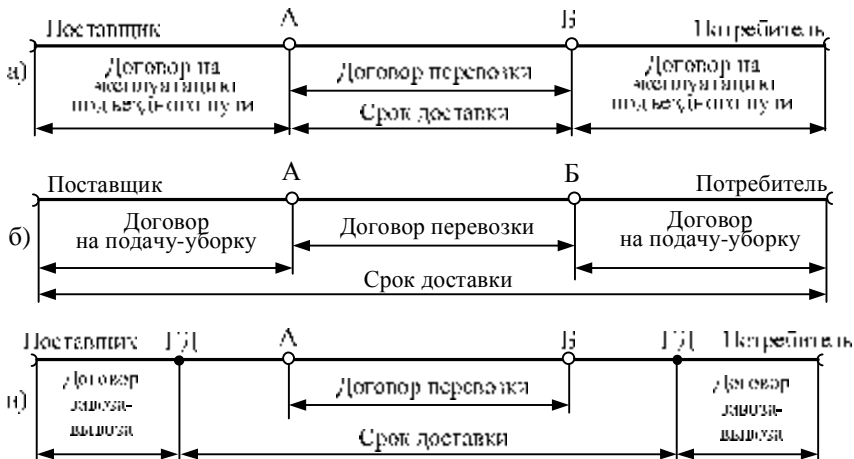 Поставщик А Б Потребитель
а)
Договор на
эксплуатацию
подъездного пути
Договор перевозки
Срок доставки
Договор на
эксплуатацию
подъездного пути
Поставщик А Б Потребитель
б)
Договор
на подачу-уборку
Договор перевозки
Договор
на подачу-уборку
Срок доставки
Поставщик А Б Потребитель
в)
Договор
завоза-
вывоза
Договор перевозки
Срок доставки
Договор
завоза-
вывоза